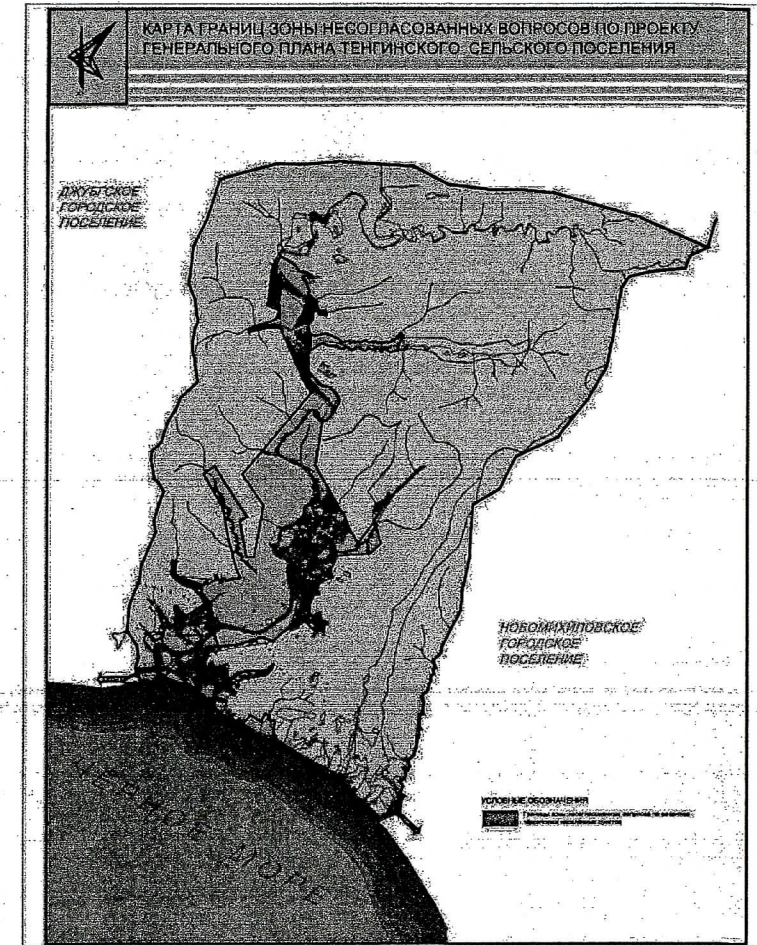 КАРТА ГРАНИЦ ЗОНЫ НЕСОГЛАСОВАННЫХ ВОПРОСОВ ПО ПРОЕКТУ
ГЕНЕРАЛЬНОГО ПЛАНА ТЕНГИНСКОГО СЕЛЬСКОГО ПОСЕЛЕНИЯ
ДЖУБГСКОЕ
ГОРОДСКОЕ
ПОСЕЛЕНИЕ
НОВОМИХЙЛОВСКОЕ
ГОРОДСКОЕ
ПОСЕЛЕНИЕ
ЧЕРНОЕ МОРЕ
УСЛОВНЫЕ ОБОЗНАЧЕНИЯ